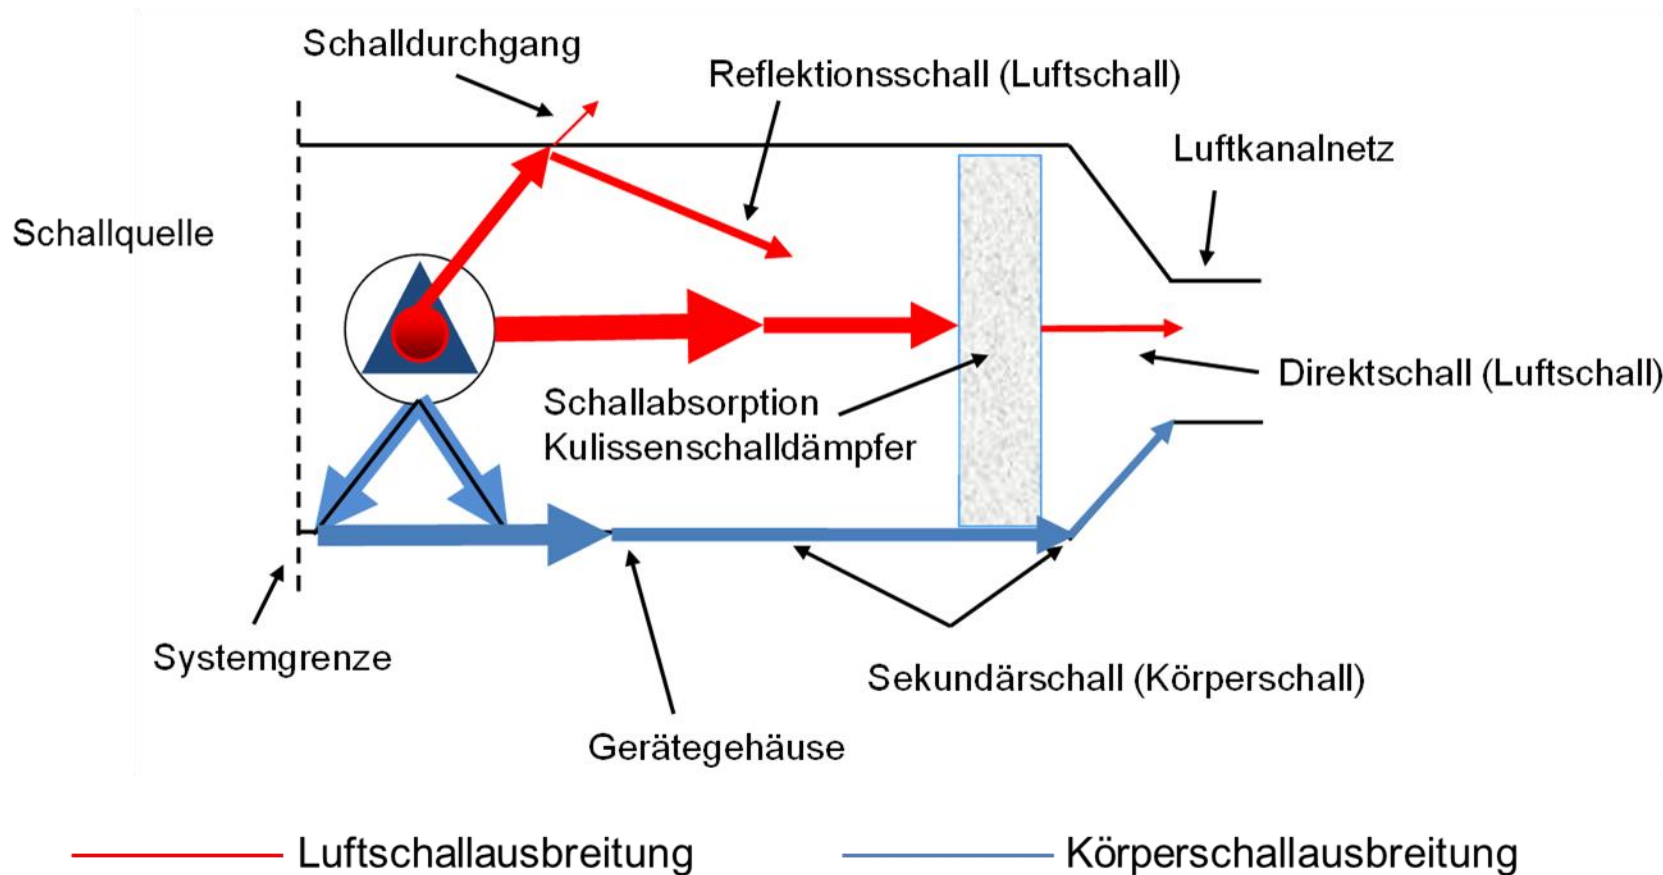 Schalldurchgang
Reflektionsschall (Luftschall)
Luftkanalnetz
Schallquelle
Direktschall (Luftschall)
Schallabsorption
Kulissenschalldämpfer
Systemgrenze
Sekundärschall (Körperschall)
Gerätegehäuse
Luftschallausbreitung
Körperschallausbreitung